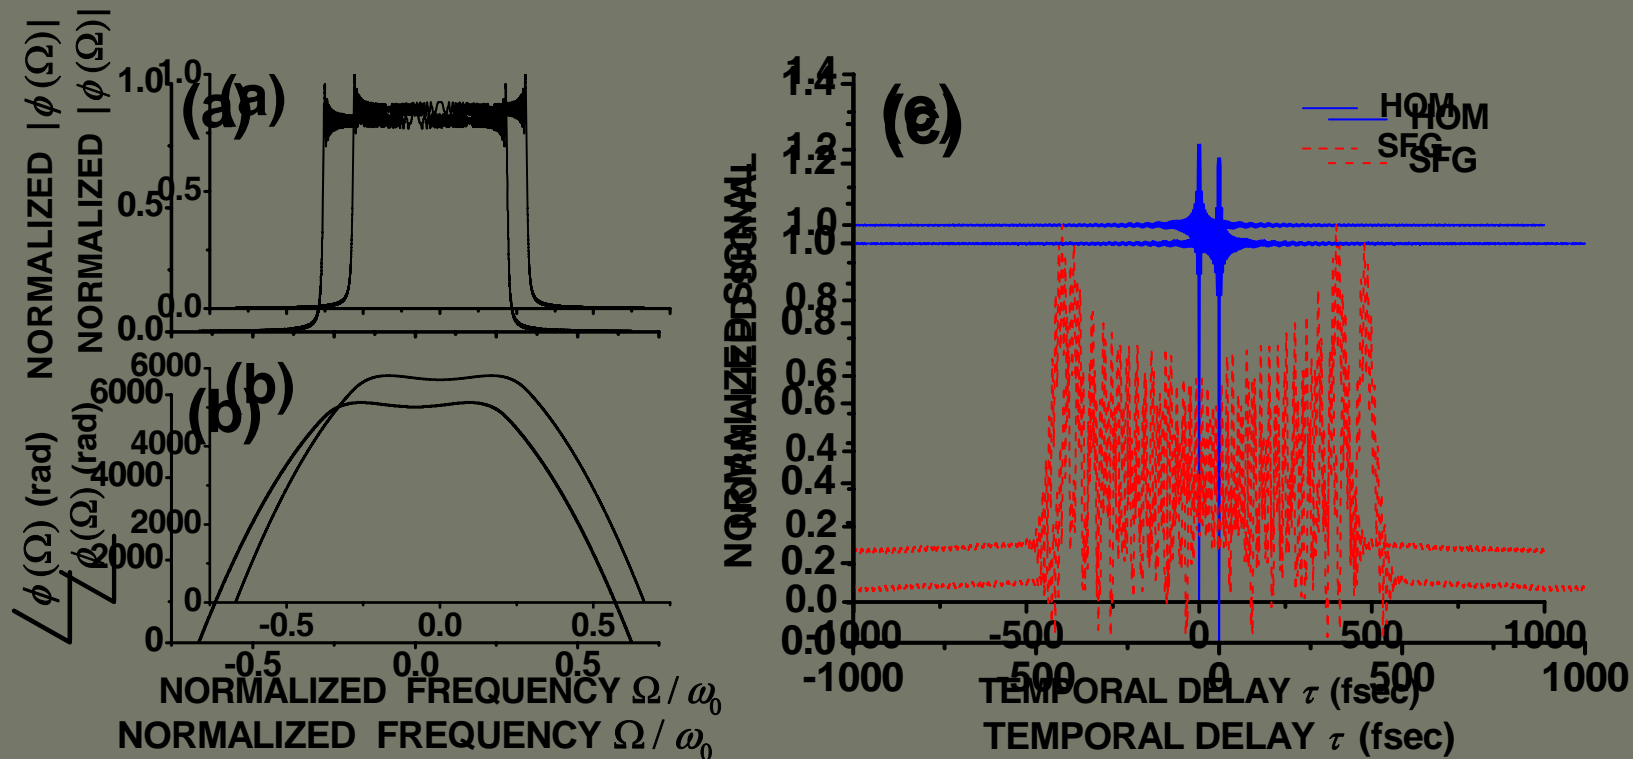 NORMALIZED |ϕ(Ω)|
NORMALIZED |ϕ(Ω)|
(a)
(a)
1.0
1.0
0.5
0.5
0.0
0.0
(b)
(b)
6000
6000
4000
4000
2000
2000
0
0
∠ϕ(Ω) (rad)
∠ϕ(Ω) (rad)
-0.5 0.0 0.5
-0.5 0.0 0.5
NORMALIZED FREQUENCY Ω / ω0
NORMALIZED FREQUENCY Ω / ω0
(c)
(c)
HOM
HOM
SFG
SFG
NORMALIZED SIGNAL
NORMALIZED SIGNAL
1.4
1.4
1.2
1.2
1.0
1.0
0.8
0.8
0.6
0.6
0.4
0.4
0.2
0.2
0.0
0.0
-1000 -500 0 500 1000
-1000 -500 0 500 1000
TEMPORAL DELAY τ (fsec)
TEMPORAL DELAY τ (fsec)